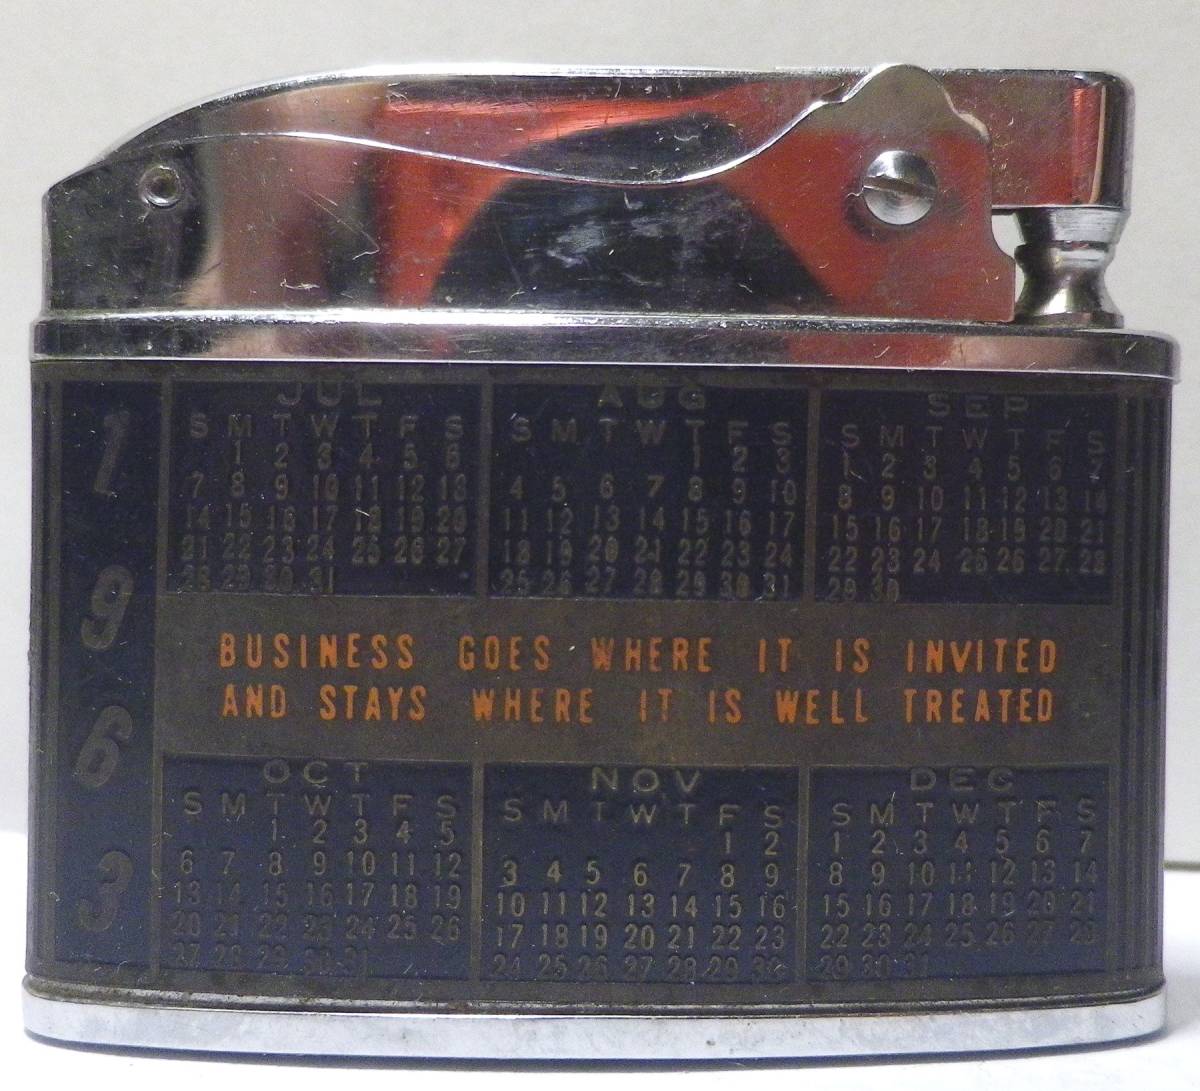 1
9
6
3
JUL
S M T W T F S
1 2 3 4 5 6
7 8 9 10 11 12 13
14 15 16 17 18 19 20
21 22 23 24 25 26 27
28 29 30 31
AUG
S M T W T F S
1 2 3
4 5 6 7 8 9 10
11 12 13 14 15 16 17
18 19 20 21 22 23 24
25 26 27 28 29 30 31
SEP
S M T W T F S
1 2 3 4 5 6 7
8 9 10 11 12 13 14
15 16 17 18 19 20 21
22 23 24 25 26 27 28
29 30
BUSINESS GOES WHERE IT IS INVITED
AND STAYS WHERE IT IS WELL TREATED
OCT
S M T W T F S
1 2 3 4 5
6 7 8 9 10 11 12
13 14 15 16 17 18 19
20 21 22 23 24 25 26
27 28 29 30 31
NOV
S M T W T F S
1 2
3 4 5 6 7 8 9
10 11 12 13 14 15 16
17 18 19 20 21 22 23
24 25 26 27 28 29 30
DEC
S M T W T F S
1 2 3 4 5 6 7
8 9 10 11 12 13 14
15 16 17 18 19 20 21
22 23 24 25 26 27 28
29 30 31